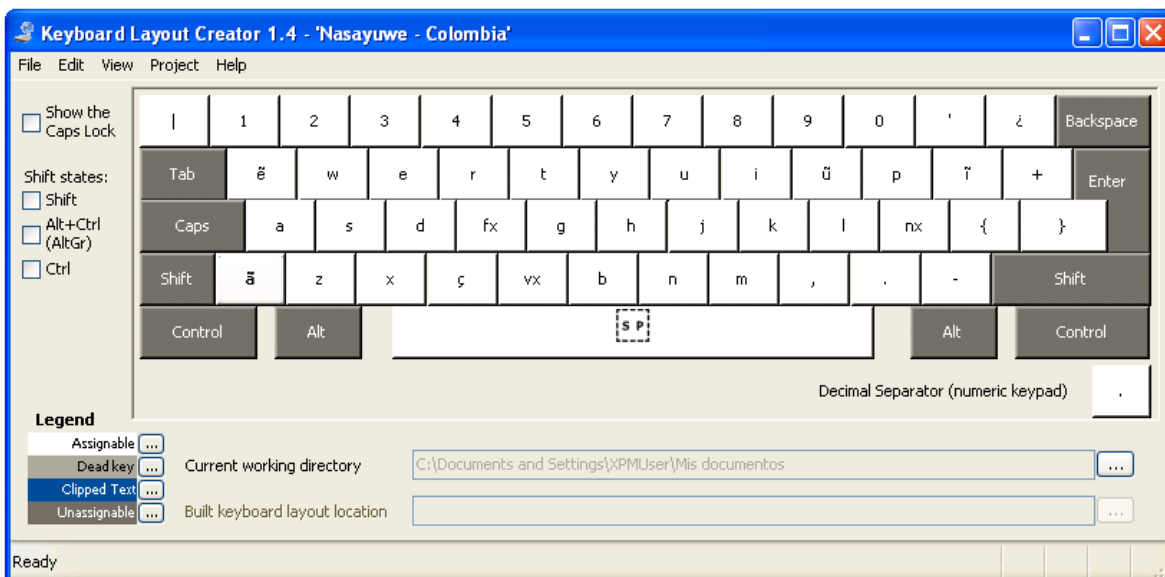 Keyboard Layout Creator 1.4 - 'Nasayuwe - Colombia'
File Edit View Project Help
Show the Caps Lock
Shift states:
Shift
Alt+Ctrl (AltGr)
Ctrl
| 1 2 3 4 5 6 7 8 9 0 ' ¿ Backspace
Tab ẽ w e r t y u i ũ p ĩ + Enter
Caps a s d fx g h j k l nx { }
Shift ã z x ç vx b n m , . - Shift
Control Alt SP Alt Control
Decimal Separator (numeric keypad) .
Legend
Assignable ...
Dead key ...
Clipped Text ...
Unassignable ...
Current working directory C:\Documents and Settings\XPMUser\Mis documentos ...
Built keyboard layout location ...
Ready